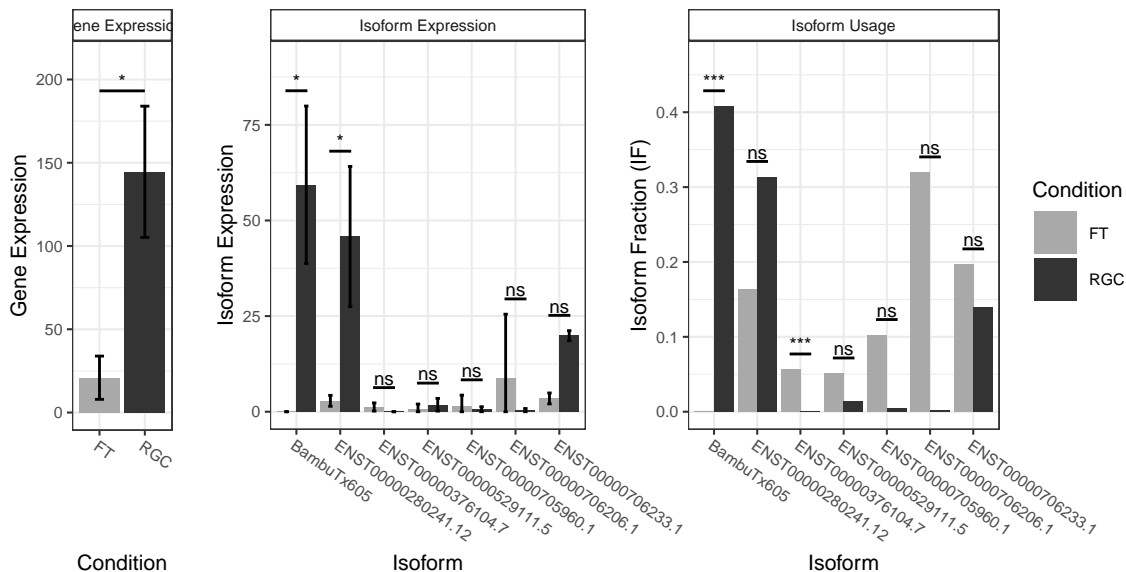 ene Expressio
Gene Expression
200
150
100
50
0
*
FT
RGC
Condition
Isoform Expression
Isoform Expression
75
50
25
0
*
*
ns
ns
ns
ns
ns
BambuTx605
ENST00000280241.12
ENST00000376104.7
ENST00000529111.5
ENST00000705960.1
ENST00000706206.1
ENST00000706233.1
Isoform
Isoform Usage
Isoform Fraction (IF)
0.4
0.3
0.2
0.1
0.0
***
ns
***
ns
ns
ns
ns
BambuTx605
ENST00000280241.12
ENST00000376104.7
ENST00000529111.5
ENST00000705960.1
ENST00000706206.1
ENST00000706233.1
Isoform
Condition
FT
RGC